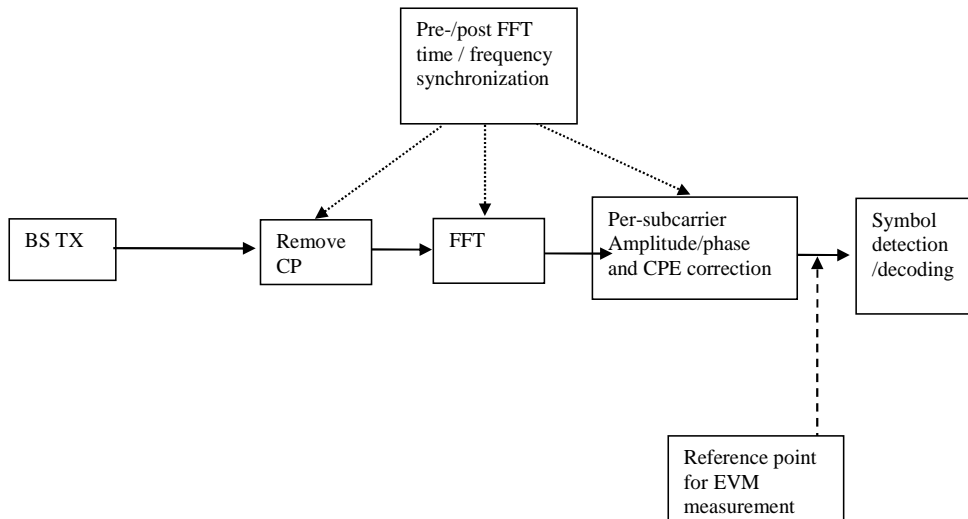 Pre-/post FFT
time / frequency
synchronization
BS TX
Remove
CP
FFT
Per-subcarrier
Amplitude/phase
and CPE correction
Symbol
detection
/decoding
Reference point
for EVM
measurement